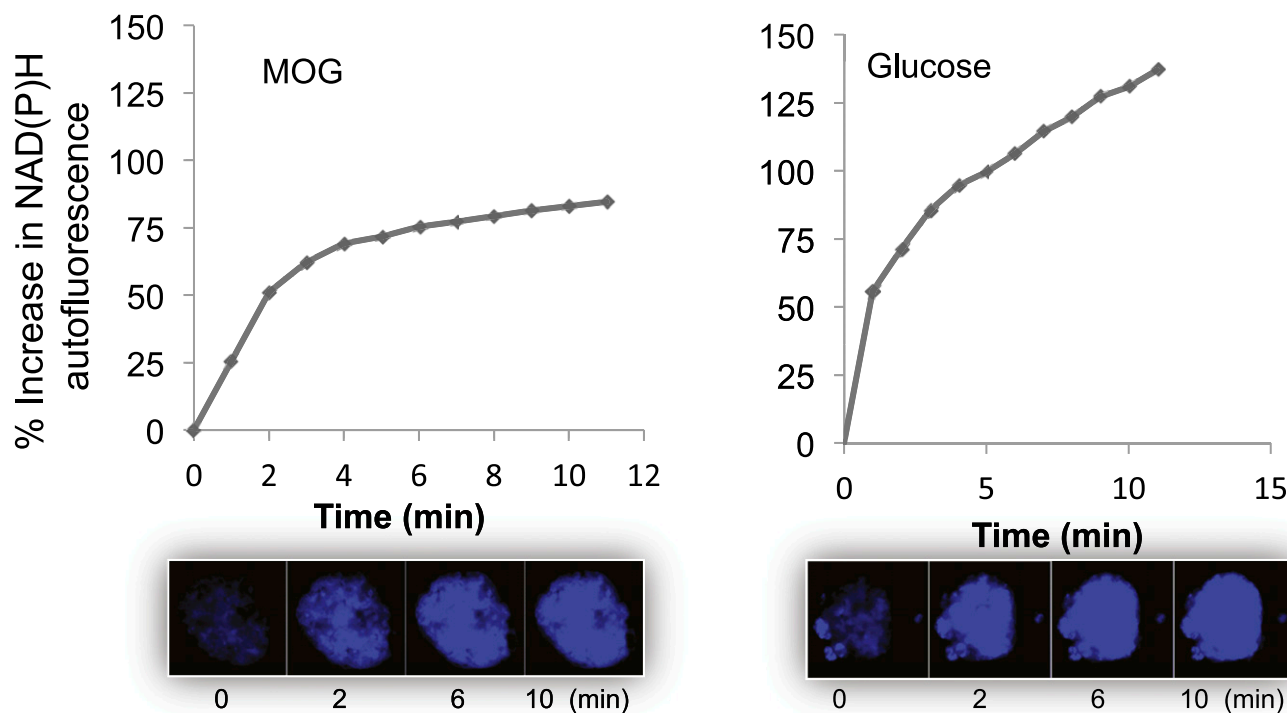 % Increase in NAD(P)H
autofluorescence
150
125
100
75
50
25
0
MOG
0 2 4 6 8 10 12
Time (min)
0 2 6 10 (min)
150
125
100
75
50
25
0
Glucose
0 5 10 15
Time (min)
0 2 6 10 (min)